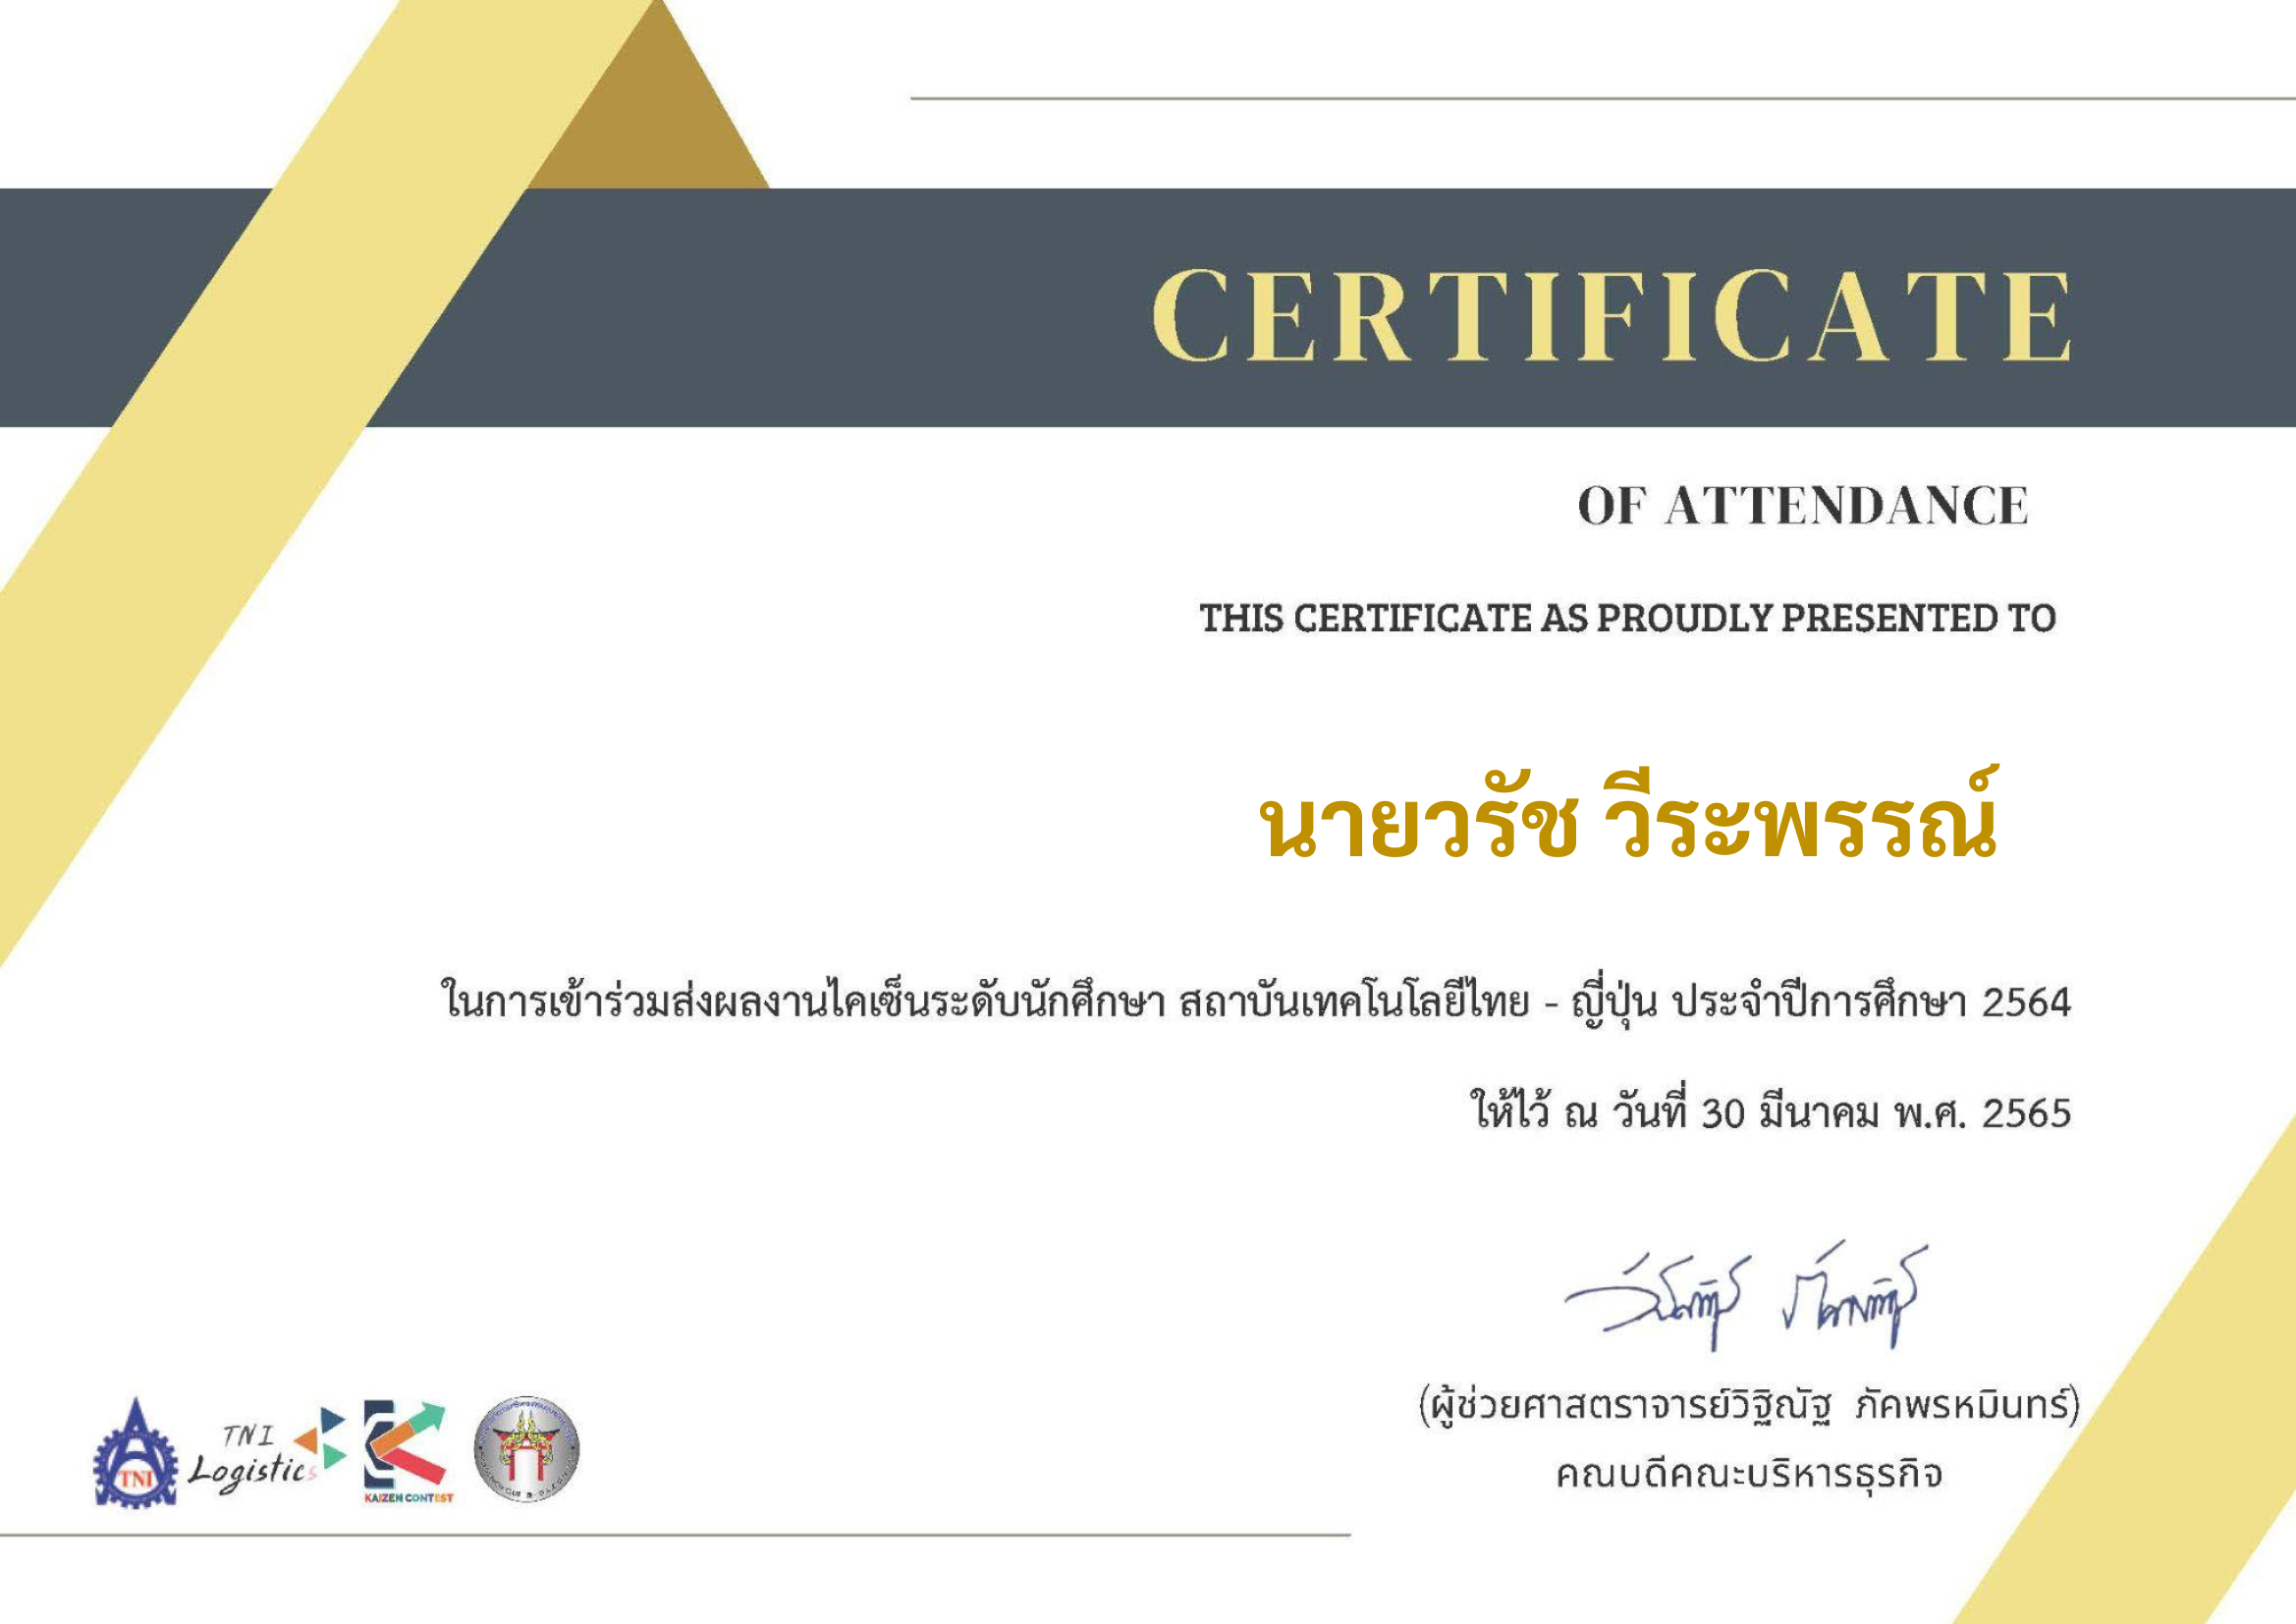 CERTIFICATE
OF ATTENDANCE
THIS CERTIFICATE AS PROUDLY PRESENTED TO
นายวรัช วีระพรรณ์
ในการเข้าร่วมส่งผลงานไคเซ็นระดับนักศึกษา สถาบันเทคโนโลยีไทย - ญี่ปุ่น ประจำปีการศึกษา 2564
ให้ไว้ ณ วันที่ 30 มีนาคม พ.ศ. 2565
(ผู้ช่วยศาสตราจารย์วิฐิณัฐ ภัคพรหมินทร์)
คณบดีคณะบริหารธุรกิจ
TNI
TNI
Logistics
KAIZEN CONTEST